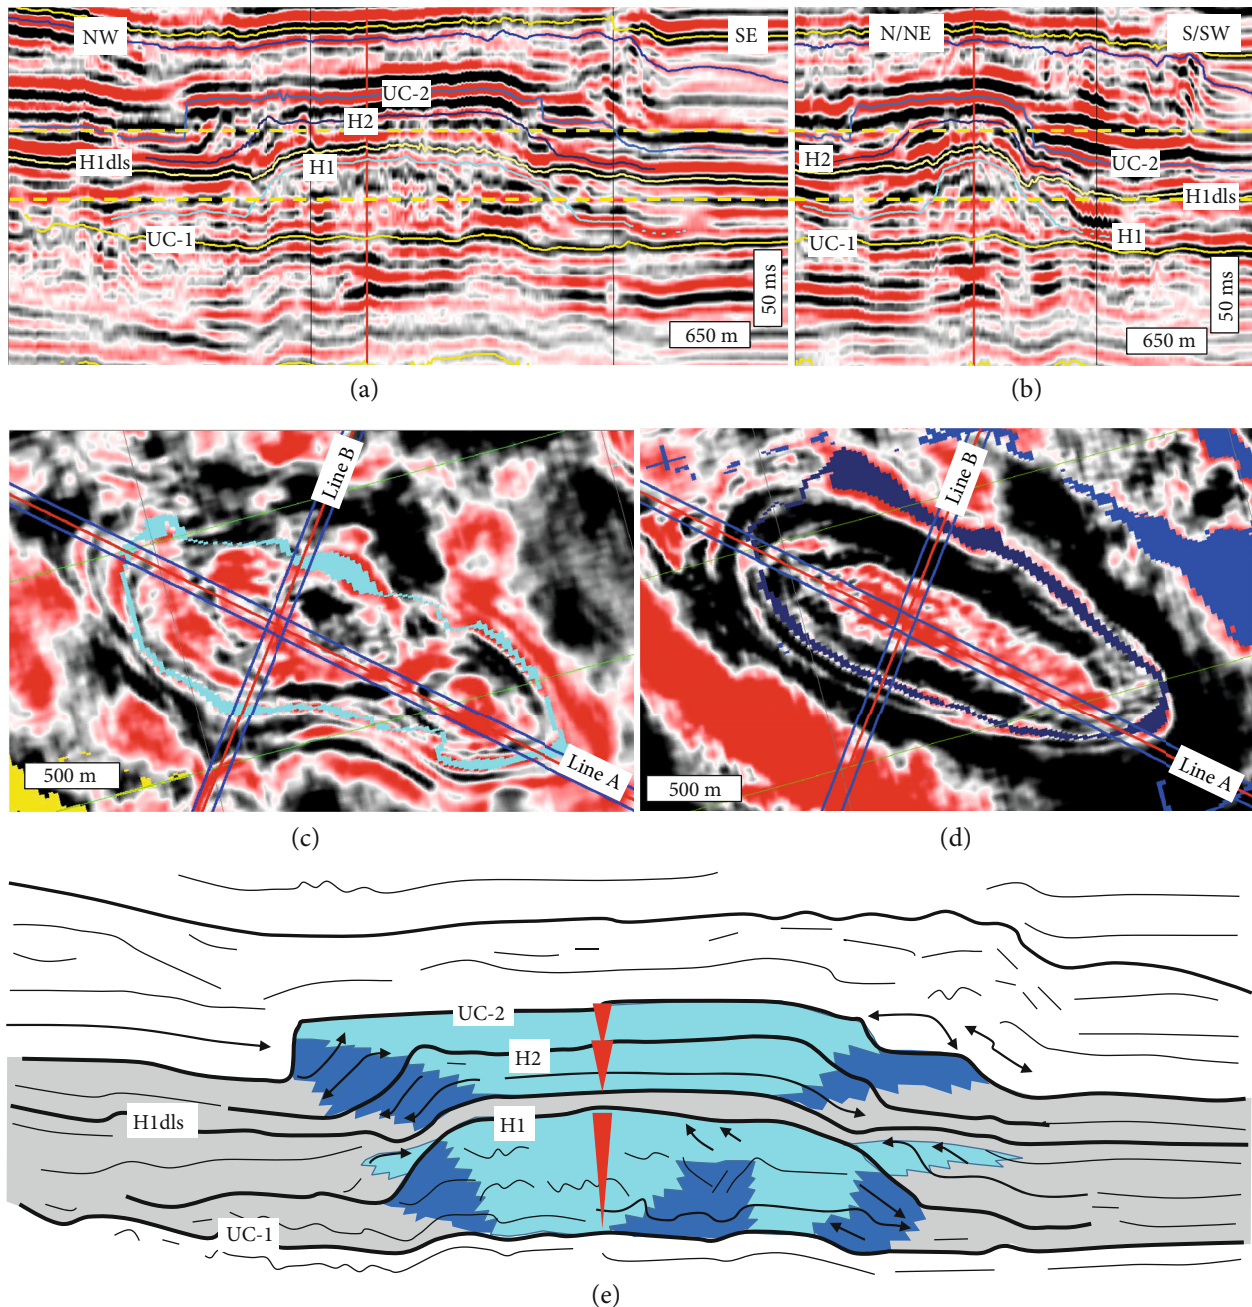 NW
SE
UC-2
H2
H1dls
H1
UC-1
50 ms
650 m
(a)
N/NE
S/SW
H2
UC-2
H1dls
H1
UC-1
50 ms
650 m
(b)
Line B
Line A
500 m
(c)
Line B
Line A
500 m
(d)
UC-2
H2
H1dls
H1
UC-1
(e)